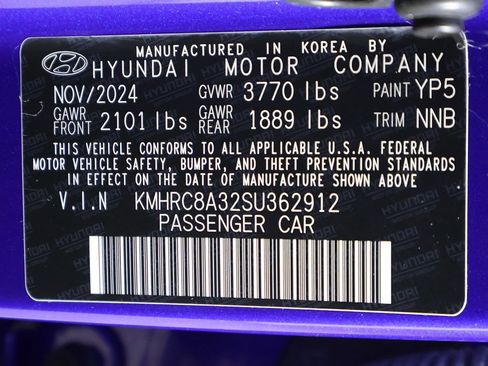 MANUFACTURED IN KOREA BY
HYUNDAI MOTOR COMPANY
NOV/2024 GVWR 3770 lbs PAINT YP5
GAWR FRONT 2101 lbs GAWR REAR 1889 lbs TRIM NNB
THIS VEHICLE CONFORMS TO ALL APPLICABLE U.S.A. FEDERAL
MOTOR VEHICLE SAFETY, BUMPER, AND THEFT PREVENTION STANDARDS
IN EFFECT ON THE DATE OF MANUFACTURE SHOWN ABOVE
V.I.N KMHRC8A32SU362912
PASSENGER CAR